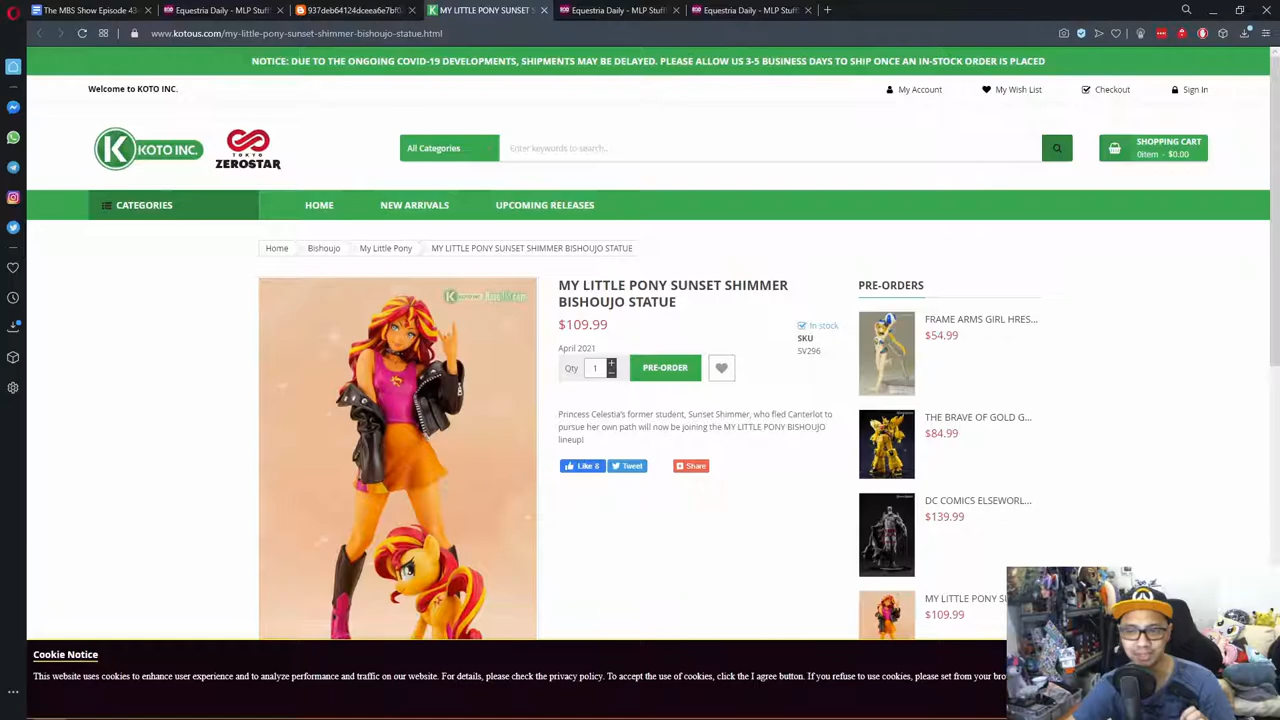 The MBS Show Episod
YouTube Studio
937deb64124dceea6e7bf0
MY LITTLE PONY SUNSET S
Equestria Daily - MLP Stuff
Equestria Daily - MLP Stuff
Equestria Daily - MLP Stuff
www.kotous.com/my-little-pony-sunset-shimmer-bishoujo-statue.html
NOTICE: DUE TO THE ONGOING COVID-19 DEVELOPMENTS, SHIPMENTS MAY BE DELAYED. PLEASE ALLOW US 3-5 BUSINESS DAYS TO SHIP ONCE AN IN-STOCK ORDER IS PLACED
Welcome to KOTO INC.
My Account
My Wish List
Checkout
Sign In
K KOTO INC.
TOKYO
ZEROSTAR
All Categories
Enter keywords to search..
SHOPPING CART
0item - $0.00
CATEGORIES
HOME
NEW ARRIVALS
UPCOMING RELEASES
Home
Bishoujo
My Little Pony
MY LITTLE PONY SUNSET SHIMMER BISHOUJO STATUE
MY LITTLE PONY SUNSET SHIMMER
BISHOUJO STATUE
$109.99
In stock
SKU
SV296
April 2021
Qty
1
PRE-ORDER
Princess Celestia's former student, Sunset Shimmer, who fled Canterlot to
pursue her own path will now be joining the MY LITTLE PONY BISHOUJO
lineup!
Like 8
Tweet
Share
PRE-ORDERS
FRAME ARMS GIRL HRES...
$54.99
THE BRAVE OF GOLD G...
$84.99
DC COMICS ELSEWORL...
$139.99
MY LITTLE PONY SU
$109.99
Cookie Notice
This website uses cookies to enhance user experience and to analyze performance and traffic on our website. For details, please check the privacy policy. To accept the use of cookies, click the I agree button. If you refuse to use cookies, please set from your bro